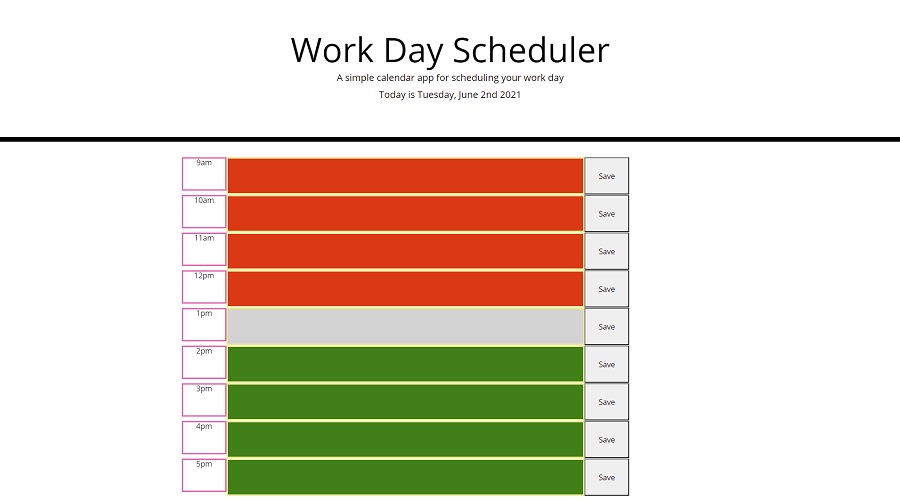 Work Day Scheduler
A simple calendar app for scheduling your work day
Today is Tuesday, June 2nd 2021
9am Save
10am Save
11am Save
12pm Save
1pm Save
2pm Save
3pm Save
4pm Save
5pm Save